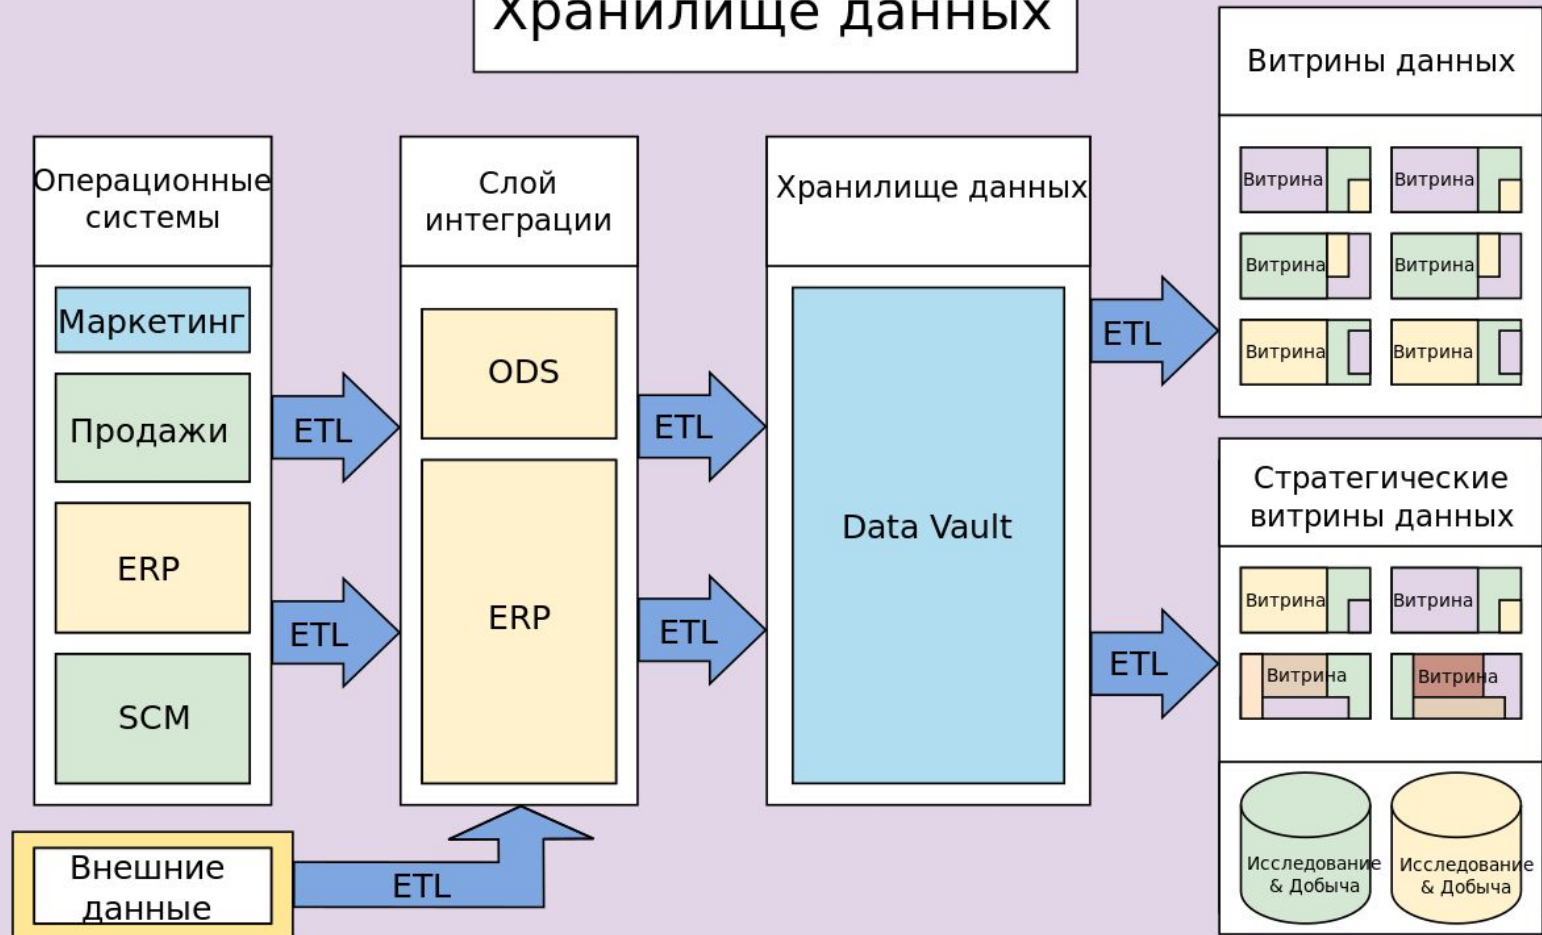 Хранилище данных
Операционные
системы
Маркетинг
Продажи
ERP
SCM
ETL
ETL
Внешние
данные
ETL
Слой
интеграции
ODS
ERP
ETL
ETL
Хранилище данных
Data Vault
ETL
ETL
Витрины данных
Витрина
Витрина
Витрина
Витрина
Витрина
Витрина
Стратегические
витрины данных
Витрина
Витрина
Витрина
Витрина
Исследование
& Добыча
Исследование
& Добыча